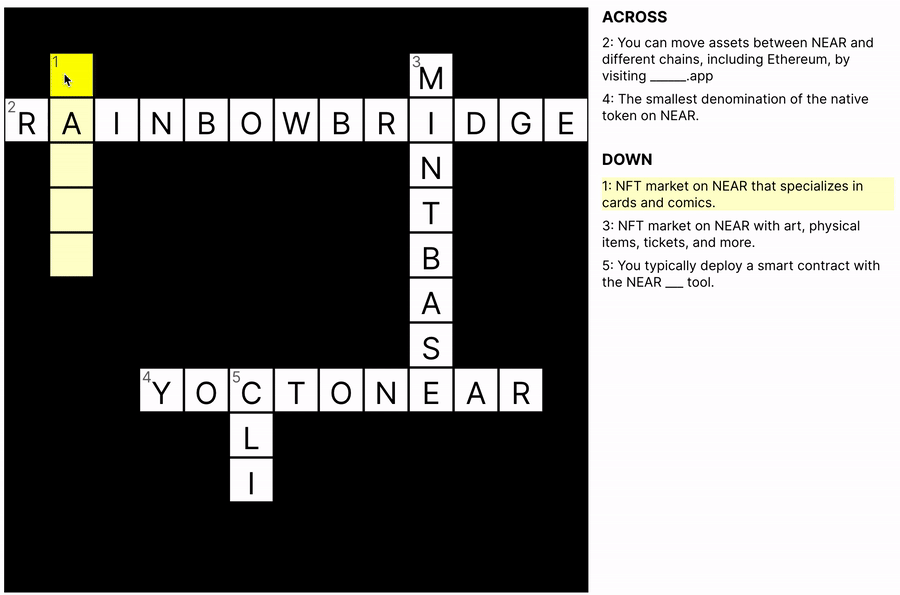 1
3
M
2
R A I N B O W B R I D G E
N
T
B
A
S
4
5
Y O C T O N E A R
L
I
ACROSS
2: You can move assets between NEAR and
different chains, including Ethereum, by
visiting ______.app
4: The smallest denomination of the native
token on NEAR.
DOWN
1: NFT market on NEAR that specializes in
cards and comics.
3: NFT market on NEAR with art, physical
items, tickets, and more.
5: You typically deploy a smart contract with
the NEAR ___ tool.